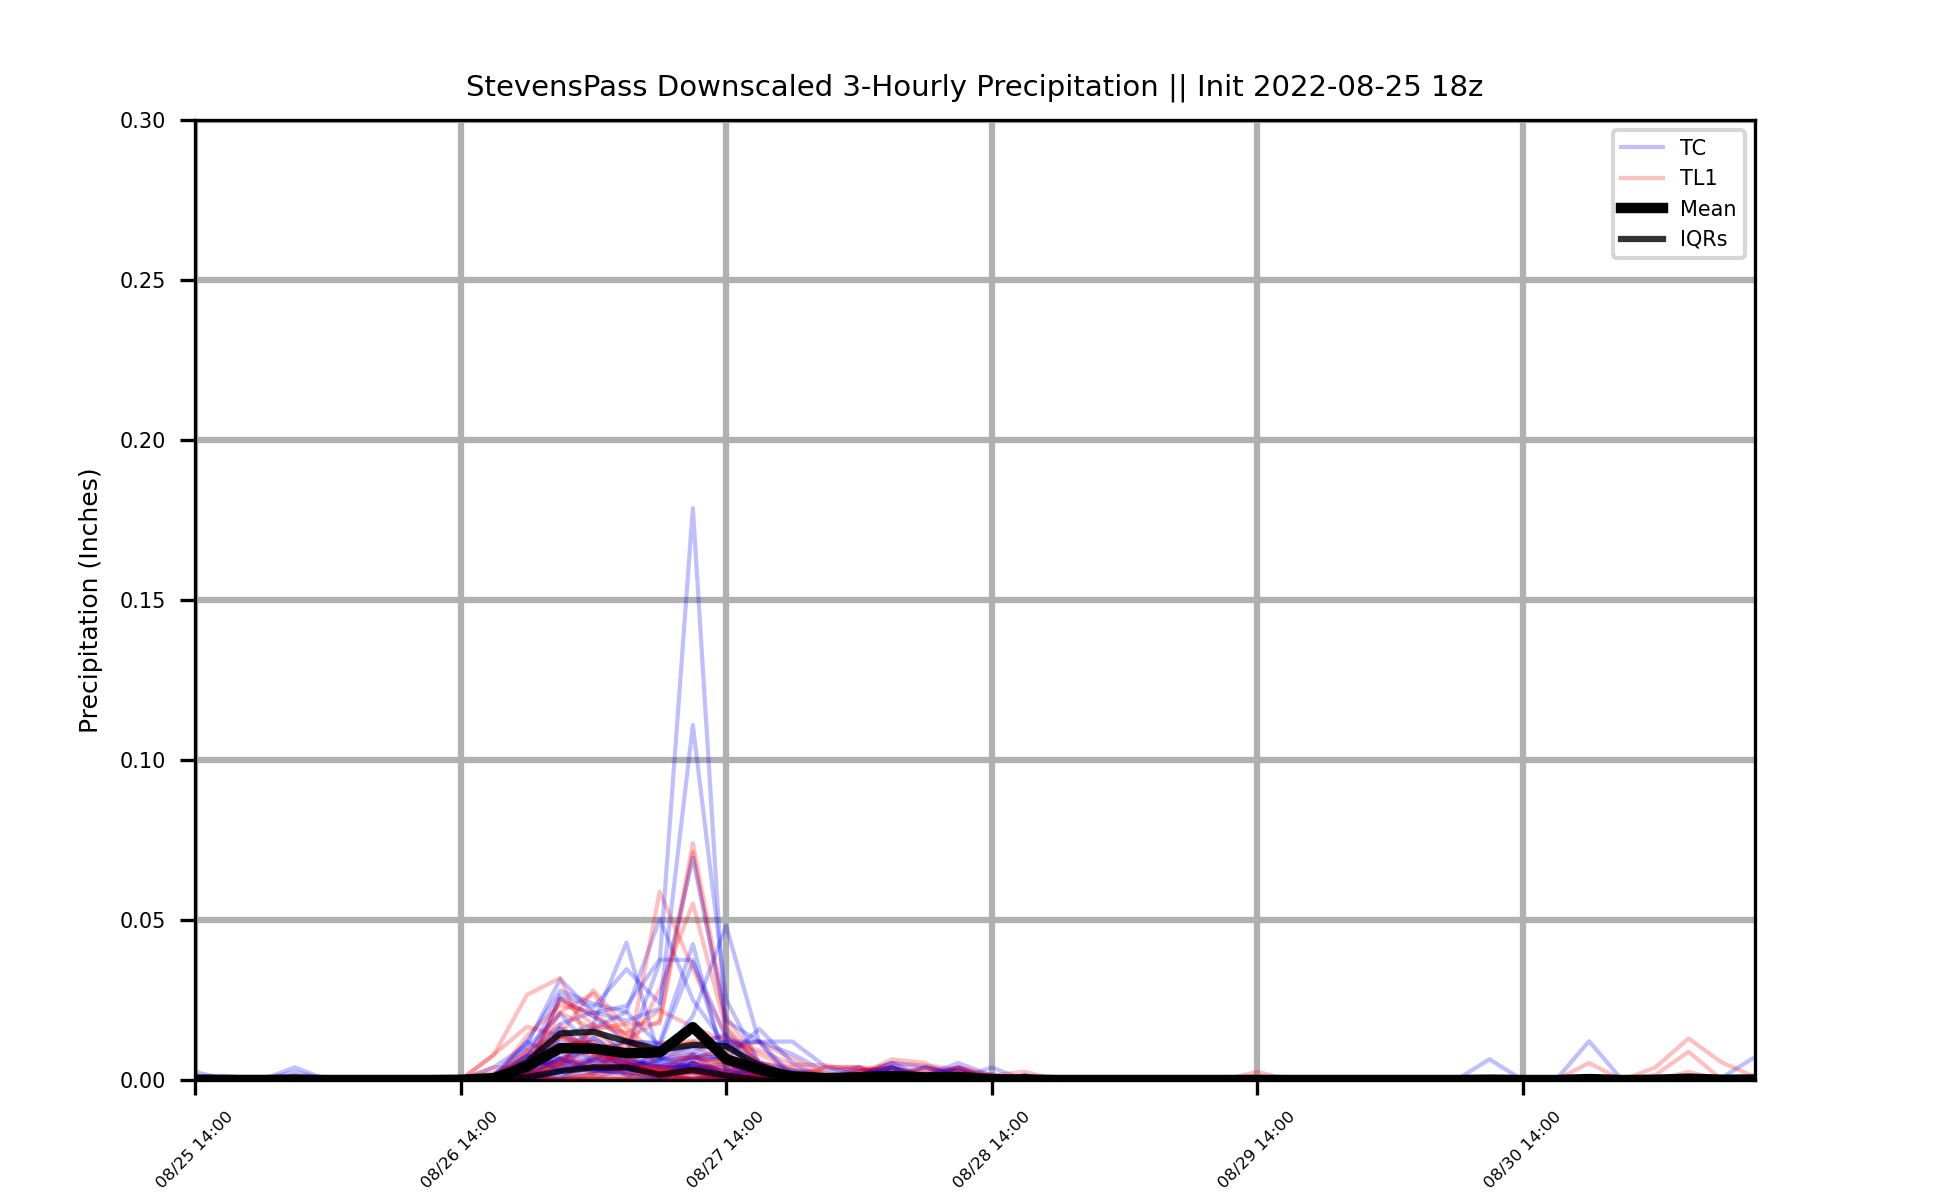 StevensPass Downscaled 3-Hourly Precipitation || Init 2022-08-25 18z
Precipitation (Inches)
0.30
0.25
0.20
0.15
0.10
0.05
0.00
TC
TL1
Mean
IQRs
08/25 14:00
08/26 14:00
08/27 14:00
08/28 14:00
08/29 14:00
08/30 14:00